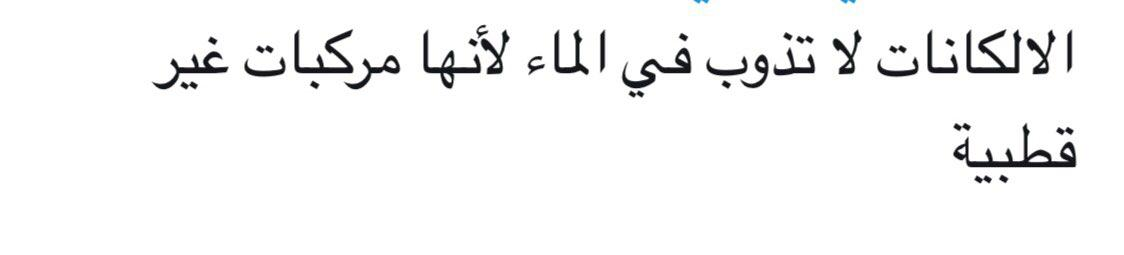 الالكانات لا تذوب في الماء لأنها مركبات غير
قطبية